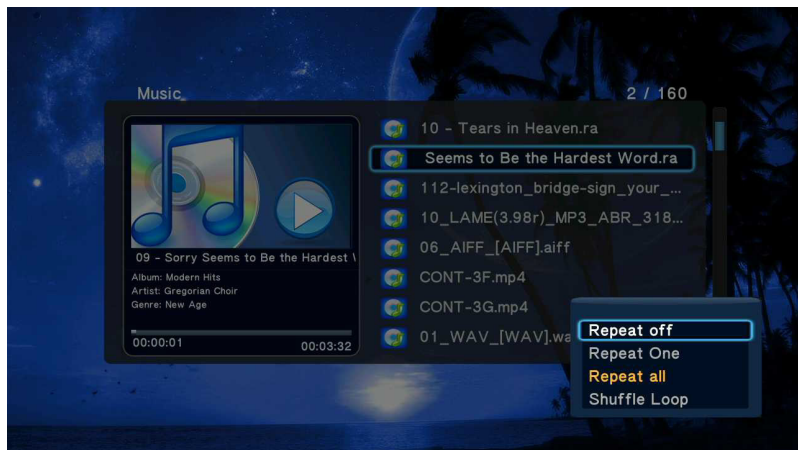 Music
2 / 160
10 - Tears in Heaven.ra
Seems to Be the Hardest Word.ra
112-lexington_bridge-sign_your_...
10_LAME(3.98r)_MP3_ABR_318...
06_AIFF_[AIFF].aiff
CONT-3F.mp4
CONT-3G.mp4
01_WAV_[WAV].wa
09 - Sorry Seems to Be the Hardest
Album: Modern Hits
Artist: Gregorian Choir
Genre: New Age
00:00:01
00:03:32
Repeat off
Repeat One
Repeat all
Shuffle Loop